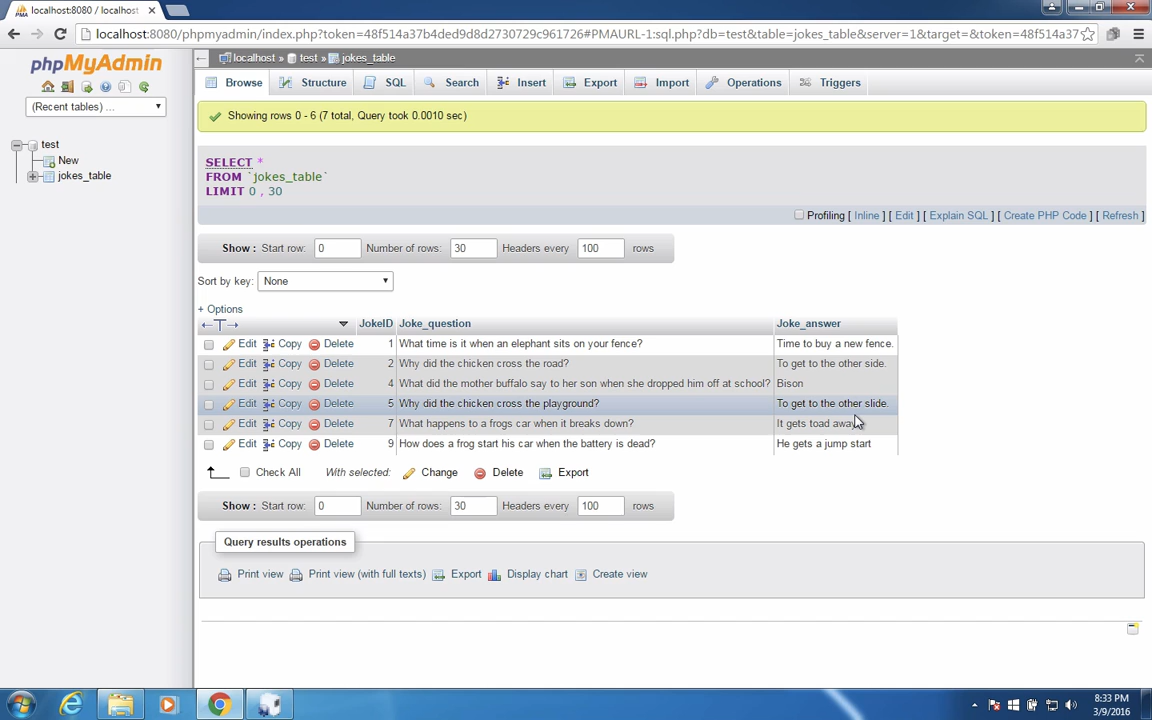 localhost:8080 / localhost
localhost:8080/phpmyadmin/index.php?token=48f514a37b4ded9d8d2730729c961726#PMAURL-1:sql.php?db=test&table=jokes_table&server=1&target=&token=48f514a37
phpMyAdmin
(Recent tables) ...
test
New
jokes_table
localhost » test » jokes_table
Browse Structure SQL Search Insert Export Import Operations Triggers
Showing rows 0 - 6 (7 total, Query took 0.0010 sec)
SELECT *
FROM `jokes_table`
LIMIT 0 , 30
Profiling [ Inline ] [ Edit ] [ Explain SQL ] [ Create PHP Code ] [ Refresh ]
Show : Start row: 0 Number of rows: 30 Headers every 100 rows
Sort by key: None
+ Options
←T→ JokeID Joke_question Joke_answer
Edit Copy Delete 1 What time is it when an elephant sits on your fence? Time to buy a new fence.
Edit Copy Delete 2 Why did the chicken cross the road? To get to the other side.
Edit Copy Delete 4 What did the mother buffalo say to her son when she dropped him off at school? Bison
Edit Copy Delete 5 Why did the chicken cross the playground? To get to the other slide.
Edit Copy Delete 7 What happens to a frogs car when it breaks down? It gets toad away
Edit Copy Delete 9 How does a frog start his car when the battery is dead? He gets a jump start
Check All With selected: Change Delete Export
Show : Start row: 0 Number of rows: 30 Headers every 100 rows
Query results operations
Print view Print view (with full texts) Export Display chart Create view
8:33 PM
3/9/2016